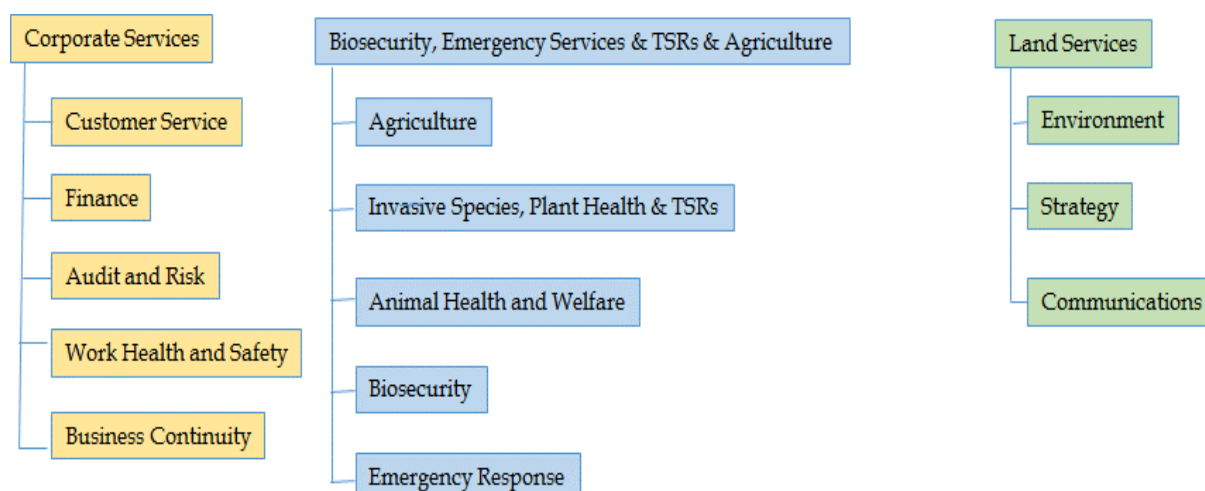 Corporate Services
Customer Service
Finance
Audit and Risk
Work Health and Safety
Business Continuity
Biosecurity, Emergency Services & TSRs & Agriculture
Agriculture
Invasive Species, Plant Health & TSRs
Animal Health and Welfare
Biosecurity
Emergency Response
Land Services
Environment
Strategy
Communications